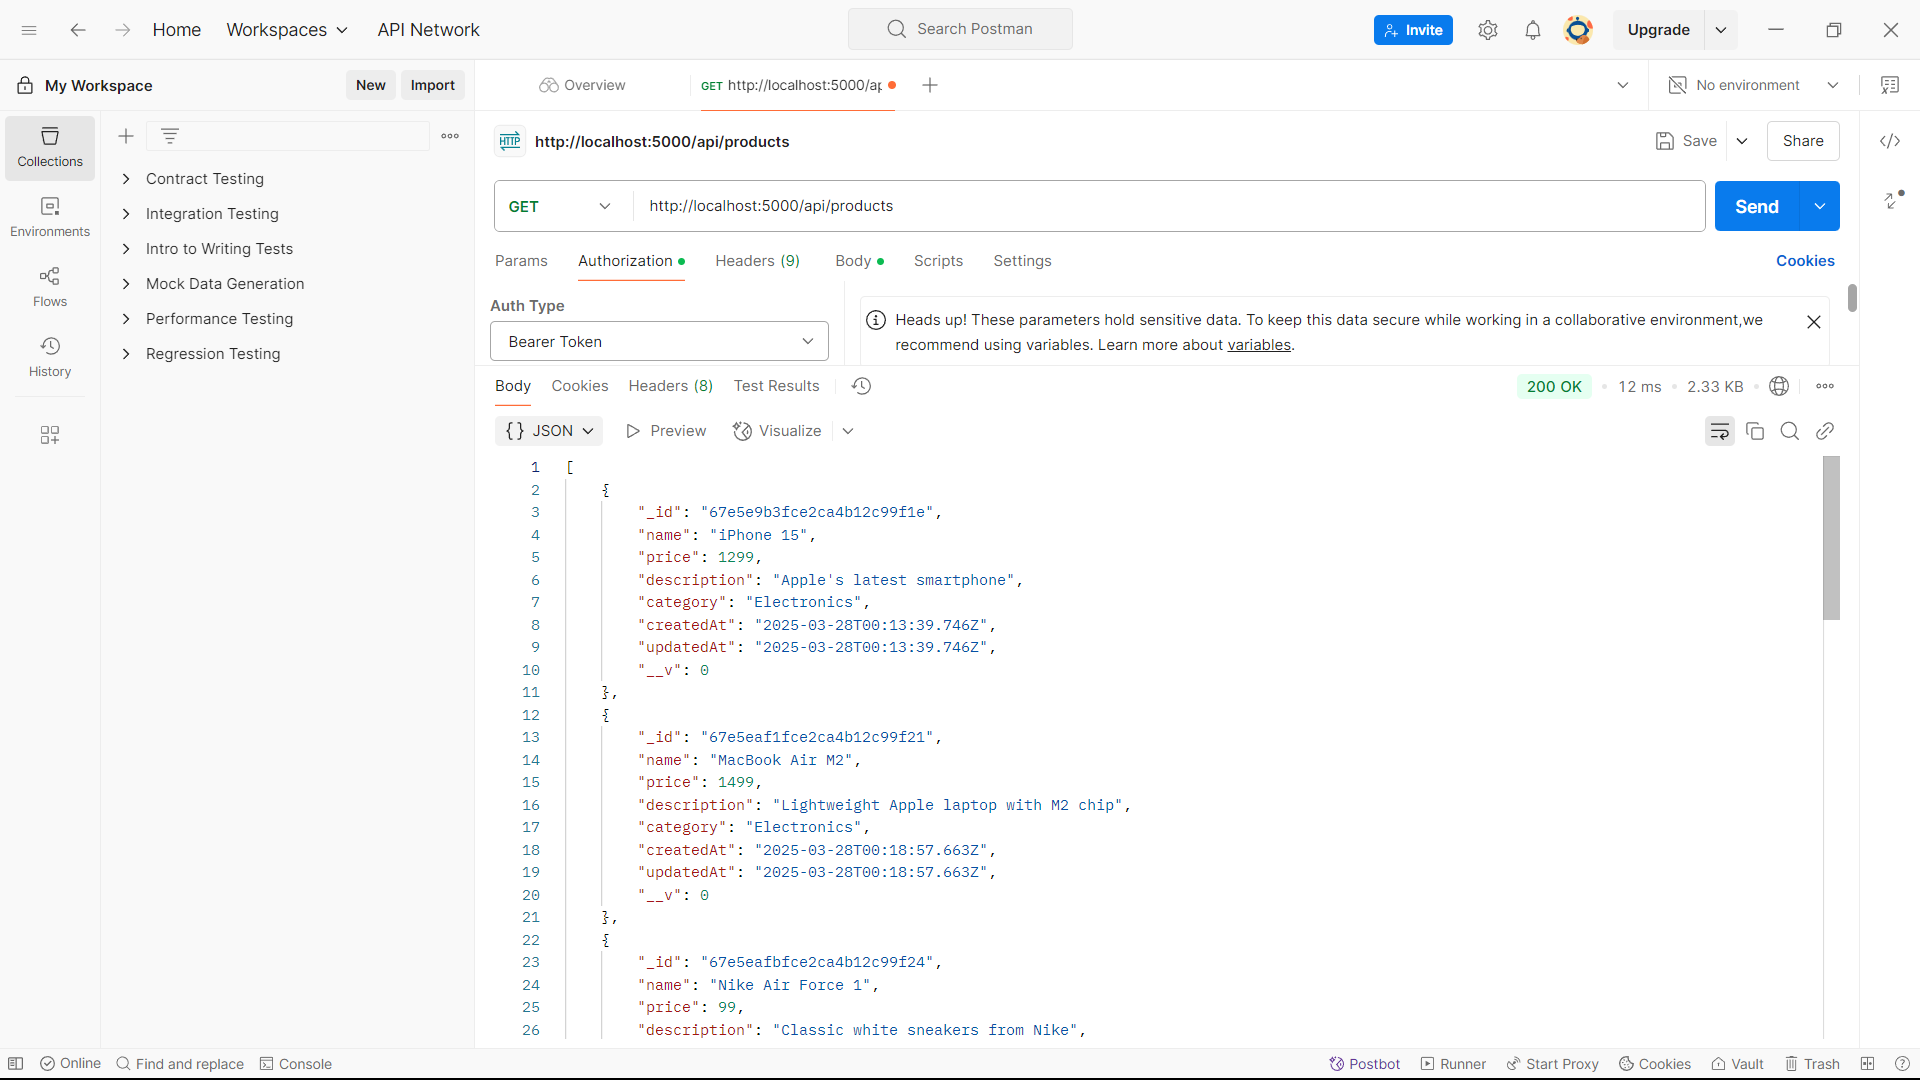 Home Workspaces API Network Search Postman Invite Upgrade
My Workspace New Import Overview GET http://localhost:5000/ap No environment
Collections
Environments
Flows
History
Contract Testing
Integration Testing
Intro to Writing Tests
Mock Data Generation
Performance Testing
Regression Testing
HTTP http://localhost:5000/api/products Save Share
GET http://localhost:5000/api/products Send
Params Authorization Headers (9) Body Scripts Settings Cookies
Auth Type
Bearer Token
Heads up! These parameters hold sensitive data. To keep this data secure while working in a collaborative environment,we
recommend using variables. Learn more about variables.
Body Cookies Headers (8) Test Results 200 OK 12 ms 2.33 KB
{} JSON Preview Visualize
1 [
2 {
3 "_id": "67e5e9b3fce2ca4b12c99f1e",
4 "name": "iPhone 15",
5 "price": 1299,
6 "description": "Apple's latest smartphone",
7 "category": "Electronics",
8 "createdAt": "2025-03-28T00:13:39.746Z",
9 "updatedAt": "2025-03-28T00:13:39.746Z",
10 "__v": 0
11 },
12 {
13 "_id": "67e5eaf1fce2ca4b12c99f21",
14 "name": "MacBook Air M2",
15 "price": 1499,
16 "description": "Lightweight Apple laptop with M2 chip",
17 "category": "Electronics",
18 "createdAt": "2025-03-28T00:18:57.663Z",
19 "updatedAt": "2025-03-28T00:18:57.663Z",
20 "__v": 0
21 },
22 {
23 "_id": "67e5eafbfce2ca4b12c99f24",
24 "name": "Nike Air Force 1",
25 "price": 99,
26 "description": "Classic white sneakers from Nike",
Online Find and replace Console Postbot Runner Start Proxy Cookies Vault Trash